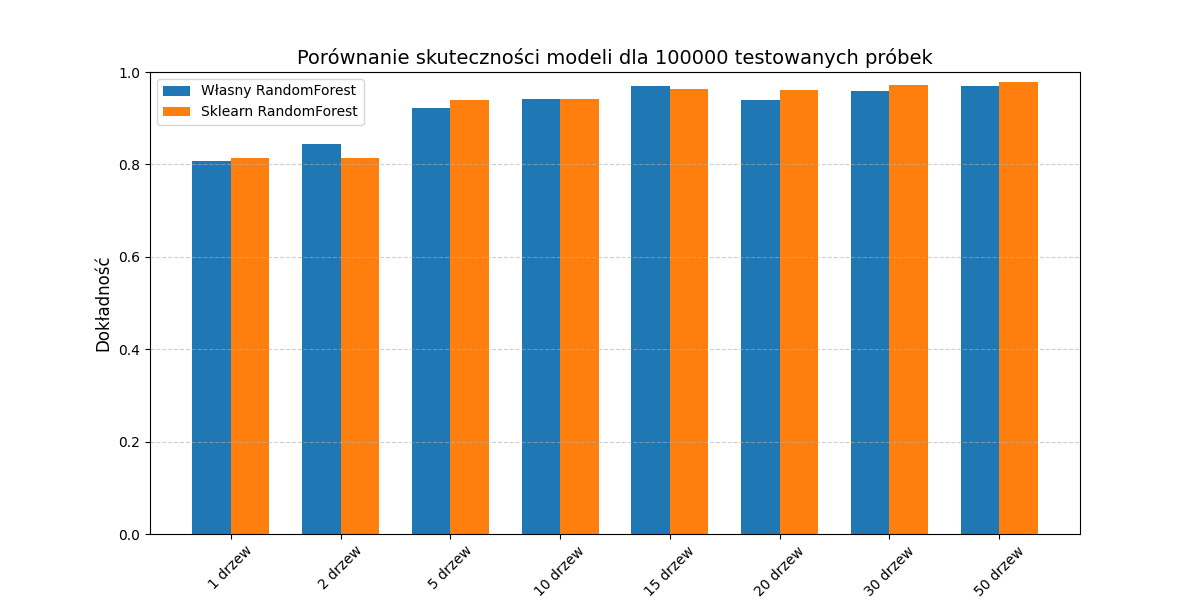 Porównanie skuteczności modeli dla 100000 testowanych próbek
Własny RandomForest
Sklearn RandomForest
Dokładność
1.0
0.8
0.6
0.4
0.2
0.0
1 drzew
2 drzew
5 drzew
10 drzew
15 drzew
20 drzew
30 drzew
50 drzew